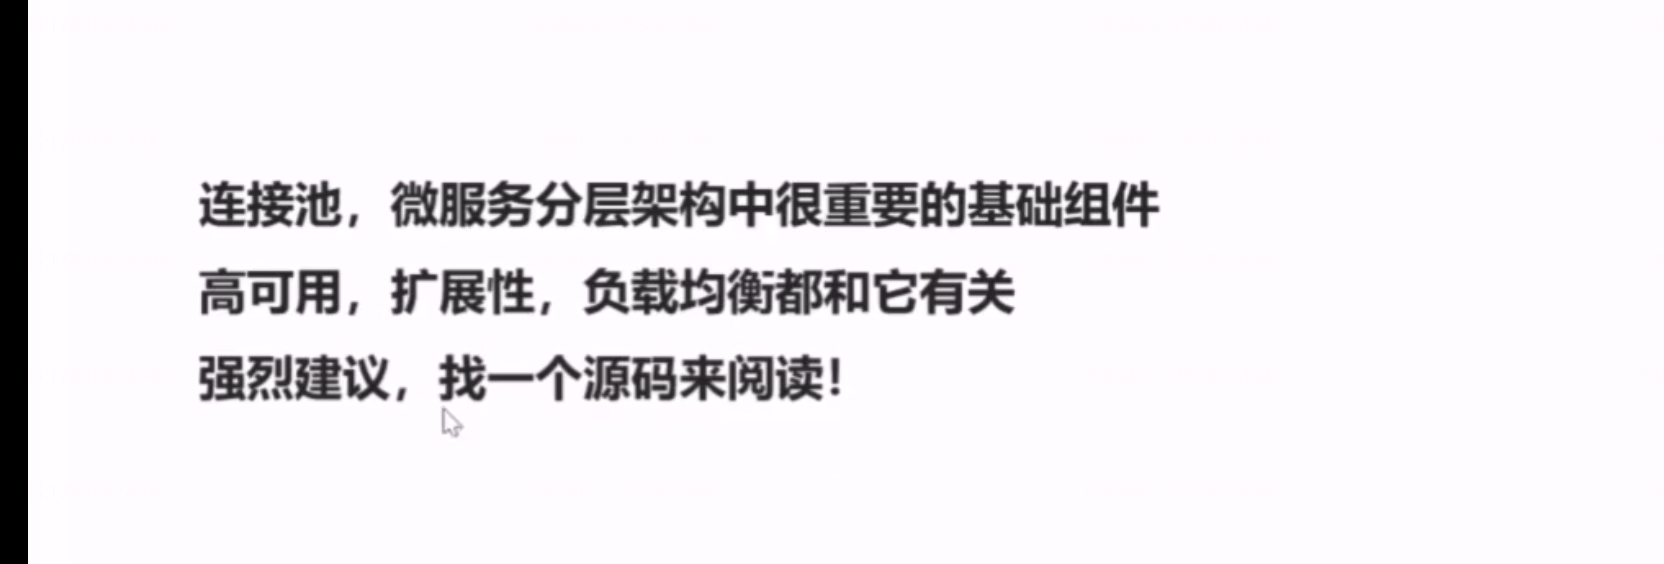 连接池，微服务分层架构中很重要的基础组件
高可用，扩展性，负载均衡都和它有关
强烈建议，找一个源码来阅读！